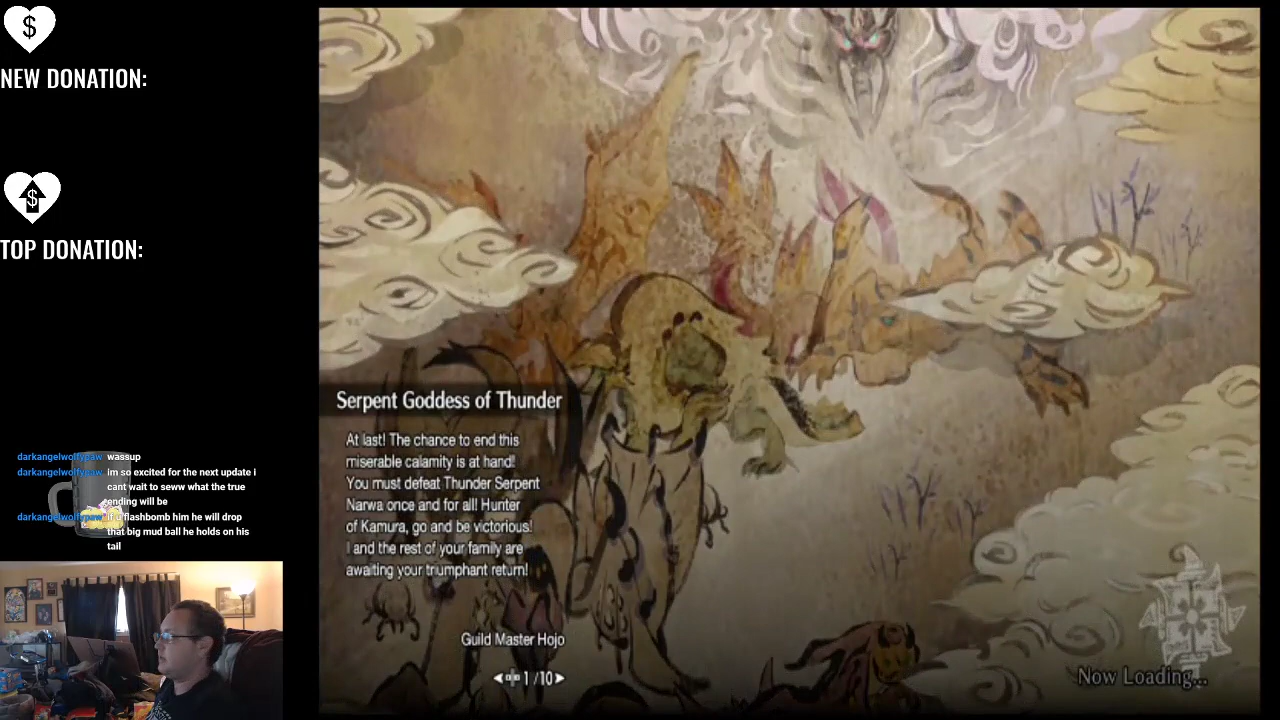 $
NEW DONATION:
$
TOP DONATION:
darkangelwolfypaw wassup
darkangelwolfypaw im so excited for the next update i
cant wait to seww what the true
ending will be
darkangelwolfypaw if u flashbomb him he will drop
that big mud ball he holds on his
tail
Serpent Goddess of Thunder
At last! The chance to end this
miserable calamity is at hand!
You must defeat Thunder Serpent
Narwa once and for all! Hunter
of Kamura, go and be victorious!
I and the rest of your family are
awaiting your triumphant return!
Guild Master Hojo
1/10
Now Loading...